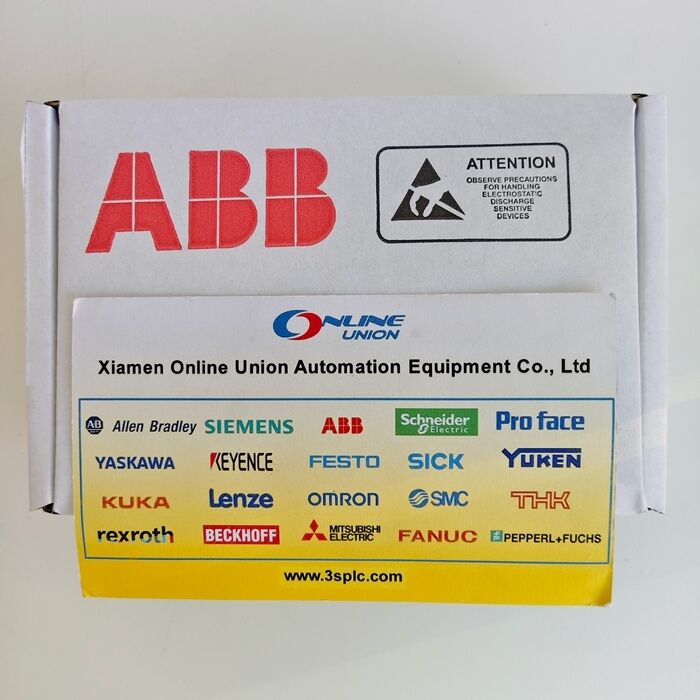 ABB
ATTENTION
OBSERVE PRECAUTIONS
FOR HANDLING
ELECTROSTATIC
DISCHARGE
SENSITIVE
DEVICES
ONLINE
UNION
Xiamen Online Union Automation Equipment Co., Ltd
AB Allen Bradley SIEMENS ABB Schneider Electric Pro face
YASKAWA KEYENCE FESTO SICK YUKEN
KUKA Lenze OMRON SMC THK
rexroth BECKHOFF MITSUBISHI ELECTRIC FANUC PEPPERL+FUCHS
www.3splc.com